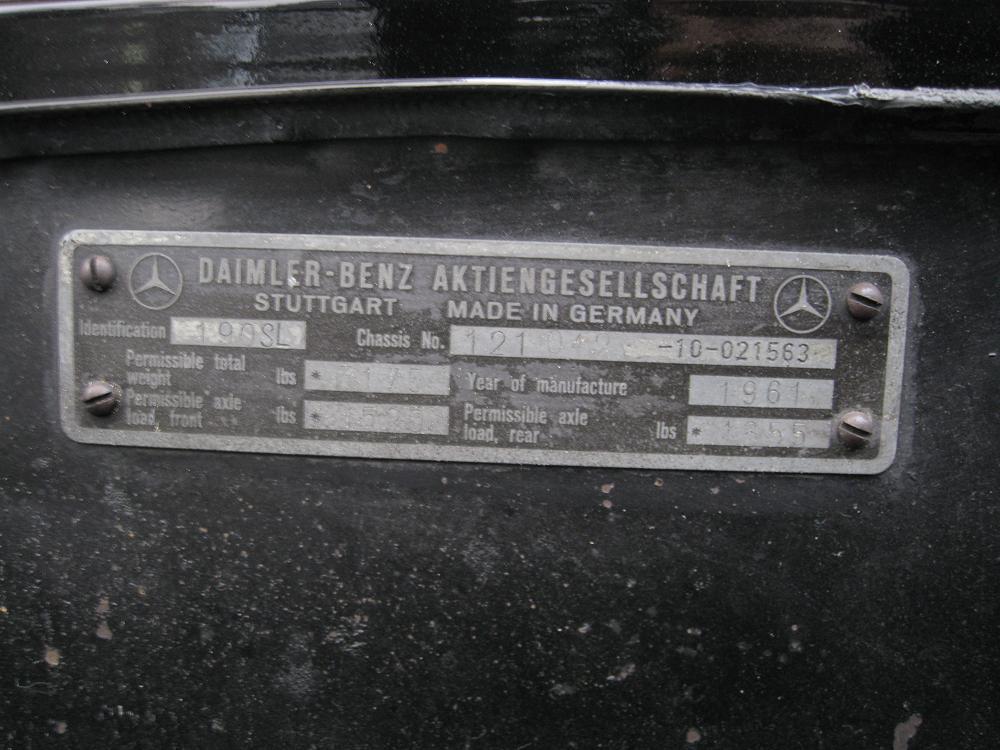 DAIMLER-BENZ AKTIENGESELLSCHAFT
STUTTGART MADE IN GERMANY
Identification 190SL Chassis No. 121 042 -10-021563
Permissible total weight lbs * Year of manufacture 1961
Permissible axle load, front lbs * Permissible axle load, rear lbs *